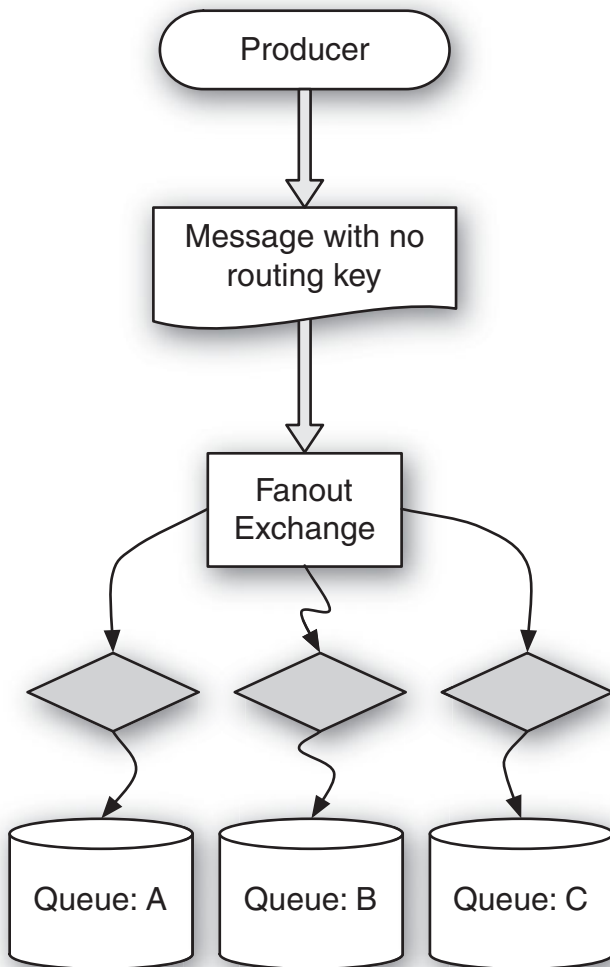 Producer
Message with no
routing key
Fanout
Exchange
Queue: A
Queue: B
Queue: C